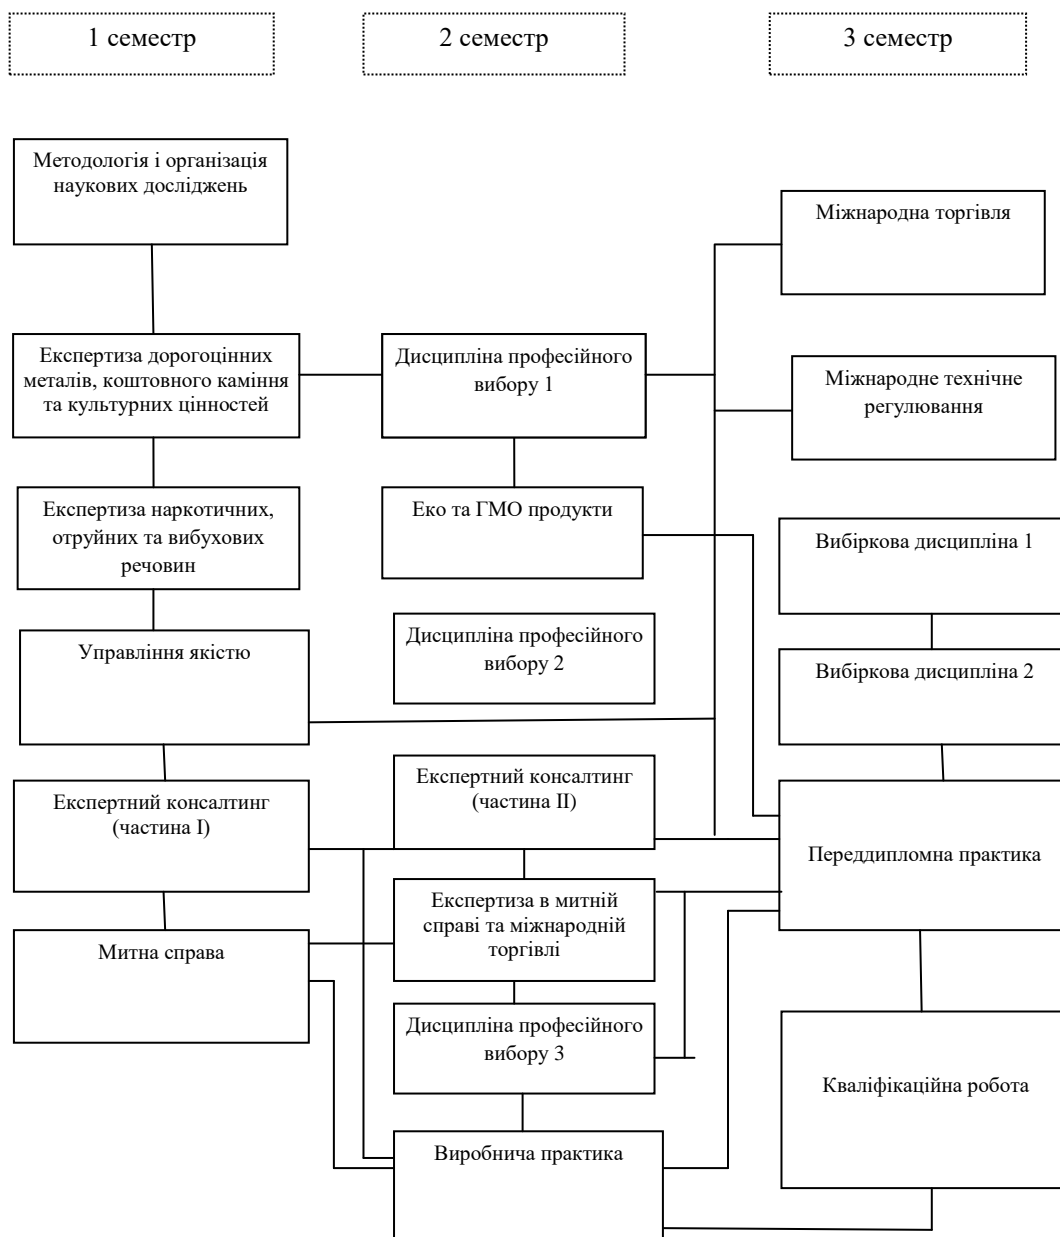 1 семестр
2 семестр
3 семестр
Методологія і організація
наукових досліджень
Експертиза дорогоцінних
металів, коштовного каміння
та культурних цінностей
Експертиза наркотичних,
отруйних та вибухових
речовин
Управління якістю
Експертний консалтинг
(частина І)
Митна справа
Дисципліна професійного
вибору 1
Еко та ГМО продукти
Дисципліна професійного
вибору 2
Експертний консалтинг
(частина ІІ)
Експертиза в митній
справі та міжнародній
торгівлі
Дисципліна професійного
вибору 3
Виробнича практика
Міжнародна торгівля
Міжнародне технічне
регулювання
Вибіркова дисципліна 1
Вибіркова дисципліна 2
Переддипломна практика
Кваліфікаційна робота